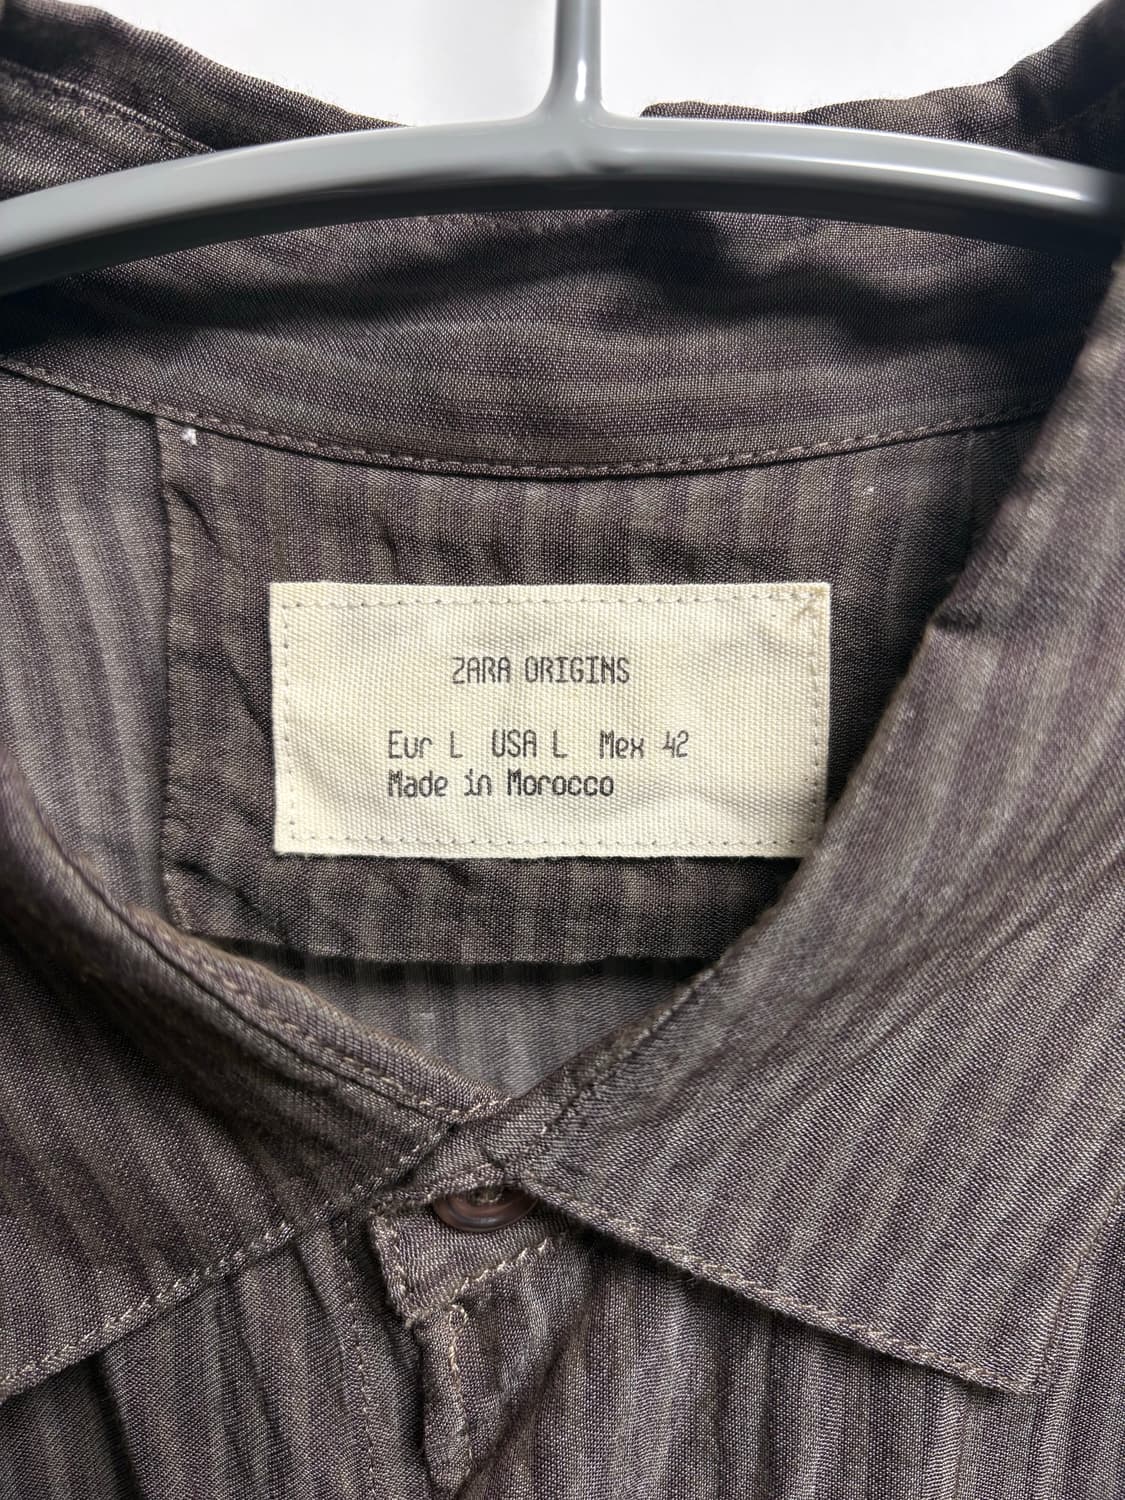 ZARA ORIGINS
Eur L USA L Mex 42
Made in Morocco